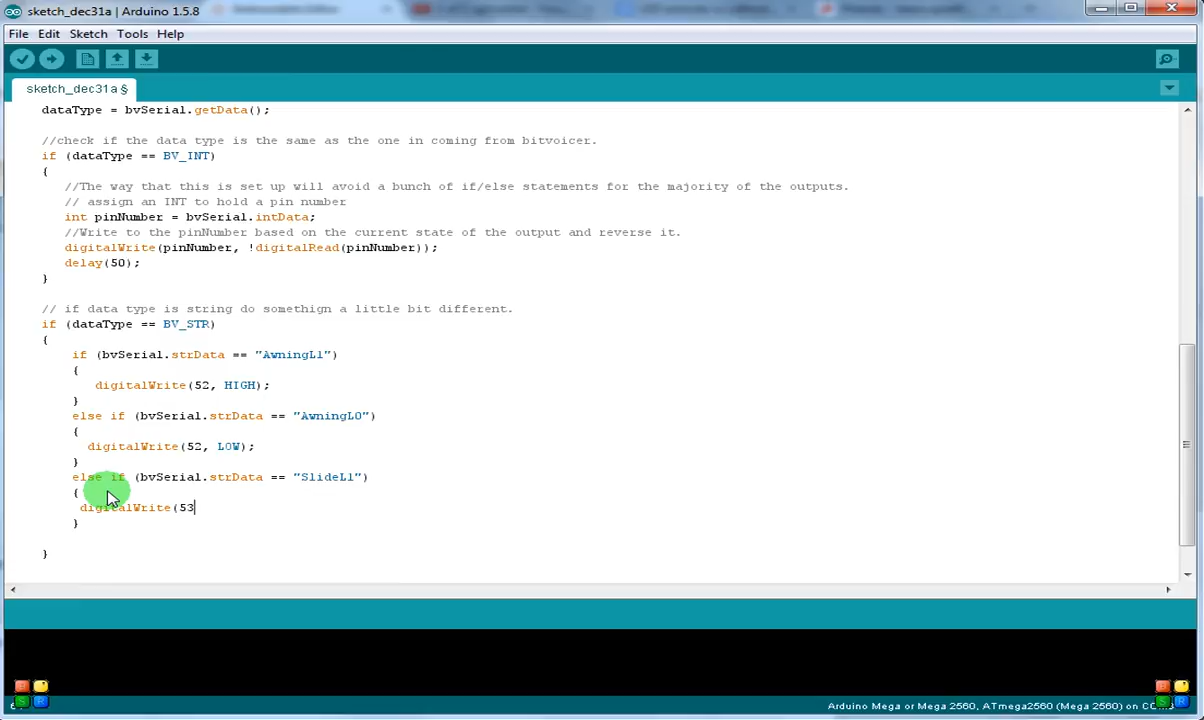 sketch_dec31a | Arduino 1.5.8
File Edit Sketch Tools Help
sketch_dec31a §
dataType = bvSerial.getData();
//check if the data type is the same as the one in coming from bitvoicer.
if (dataType == BV_INT)
{
//The way that this is set up will avoid a bunch of if/else statements for the majority of the outputs.
// assign an INT to hold a pin number
int pinNumber = bvSerial.intData;
//Write to the pinNumber based on the current state of the output and reverse it.
digitalWrite(pinNumber, !digitalRead(pinNumber));
delay(50);
}
// if data type is string do somethign a little bit different.
if (dataType == BV_STR)
{
if (bvSerial.strData == "AwningL1")
{
digitalWrite(52, HIGH);
}
else if (bvSerial.strData == "AwningL0")
{
digitalWrite(52, LOW);
}
else if (bvSerial.strData == "SlideL1")
{
digitalWrite(53
}
}
Arduino Mega or Mega 2560, ATmega2560 (Mega 2560) on